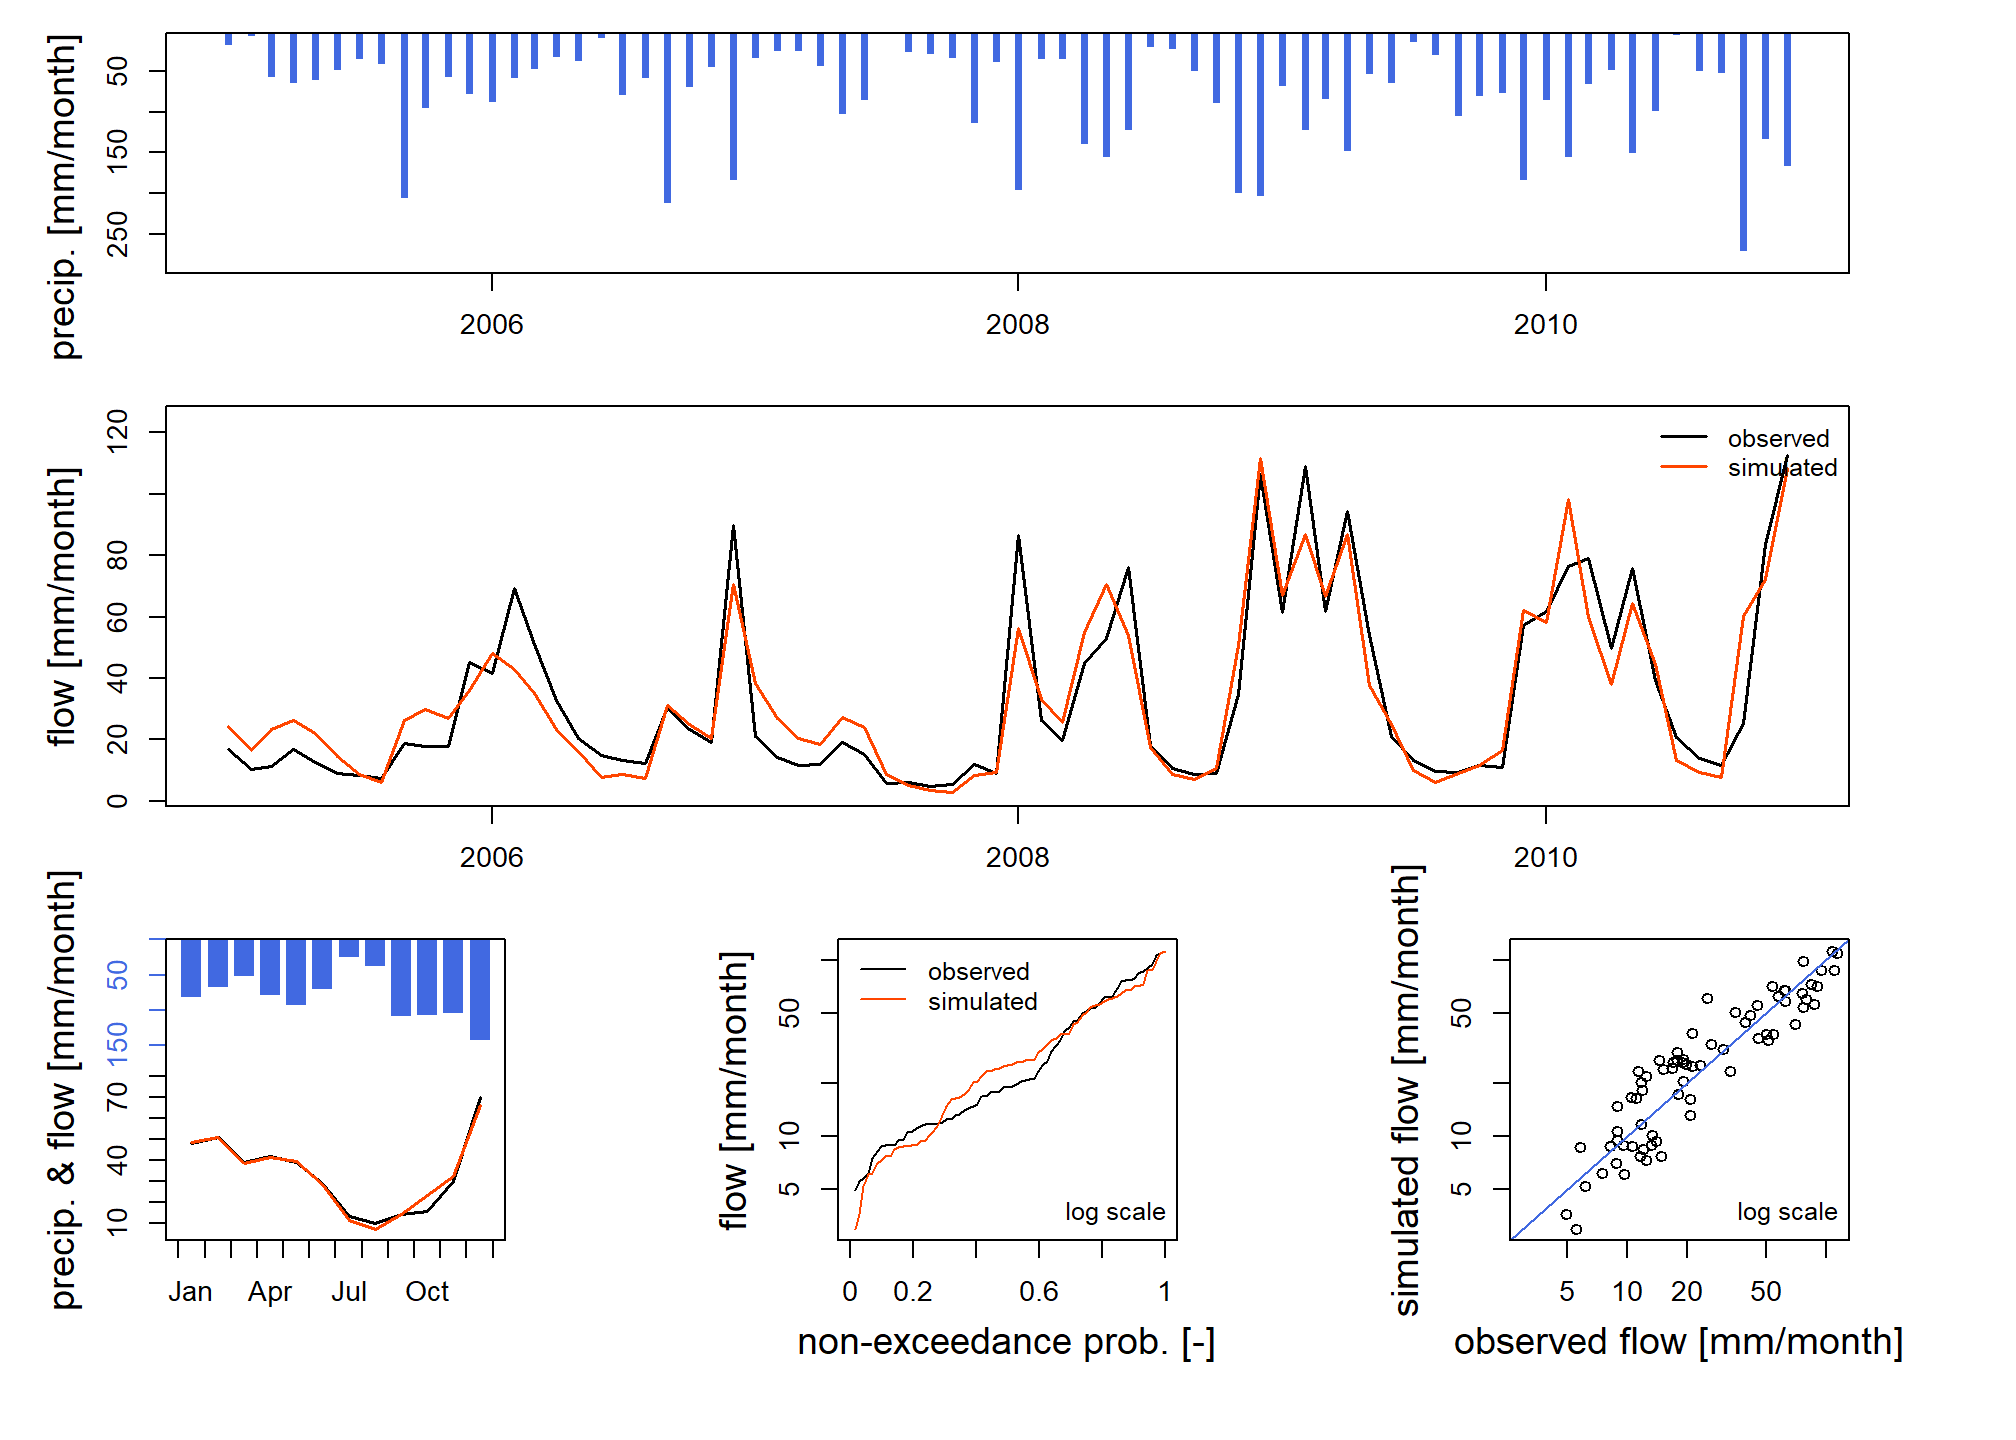 precip. [mm/month]
50
150
250
2006
2008
2010
flow [mm/month]
0
20
40
60
80
120
observed
simulated
2006
2008
2010
precip. & flow [mm/month]
50
150
70
40
10
Jan
Apr
Jul
Oct
flow [mm/month]
50
10
5
observed
simulated
log scale
0
0.2
0.6
1
non-exceedance prob. [-]
simulated flow [mm/month]
50
10
5
log scale
5
10
20
50
observed flow [mm/month]